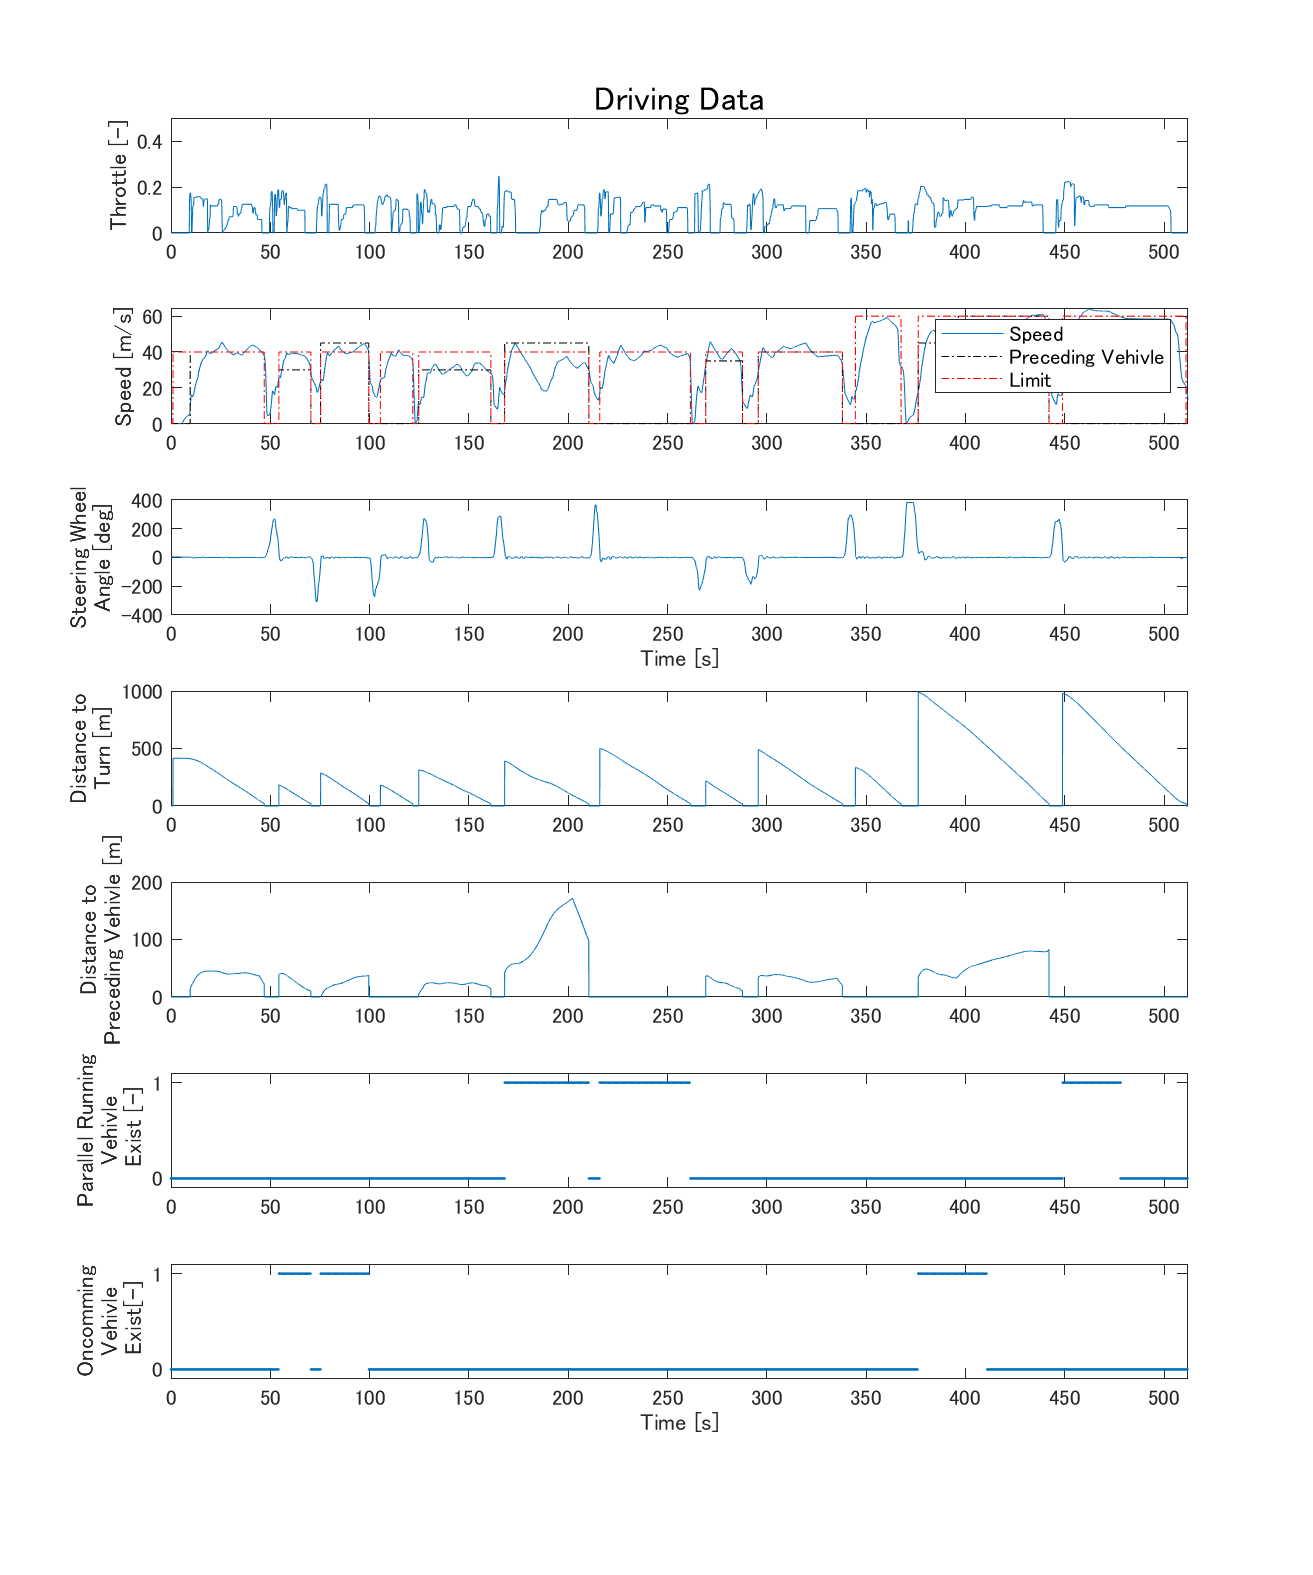 Driving Data
Throttle [-]
0.4
0.2
0
0 50 100 150 200 250 300 350 400 450 500
Speed [m/s]
60
40
20
0
Speed
Preceding Vehivle
Limit
0 50 100 150 200 250 300 350 400 450 500
Steering Wheel
Angle [deg]
400
200
0
-200
-400
0 50 100 150 200 250 300 350 400 450 500
Time [s]
Distance to
Turn [m]
1000
500
0
0 50 100 150 200 250 300 350 400 450 500
Distance to
Preceding Vehivle [m]
200
100
0
0 50 100 150 200 250 300 350 400 450 500
Parallel Running
Vehivle
Exist [-]
1
0
0 50 100 150 200 250 300 350 400 450 500
Oncomming
Vehivle
Exist[-]
1
0
0 50 100 150 200 250 300 350 400 450 500
Time [s]